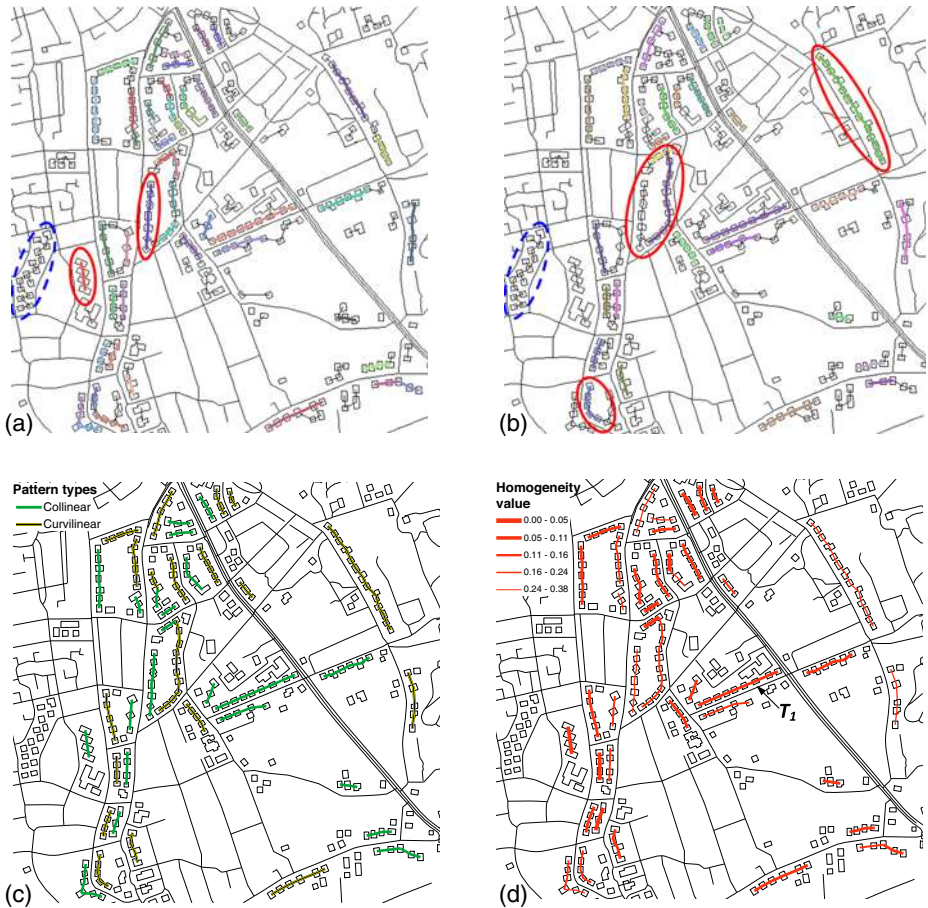 (a)
(b)
Pattern types
Collinear
Curvilinear
(c)
Homogeneity
value
0.00 - 0.05
0.05 - 0.11
0.11 - 0.16
0.16 - 0.24
0.24 - 0.38
T1
(d)